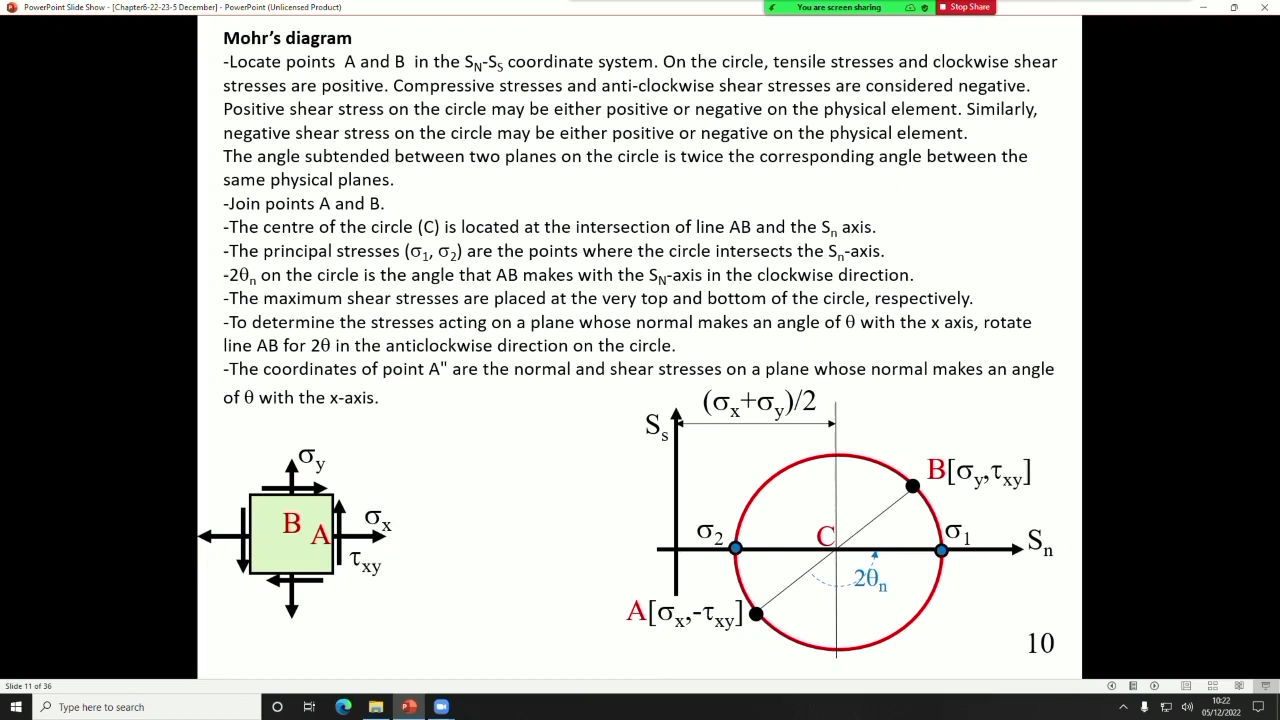 PowerPoint Slide Show - [Chapter6-22-23-5 December] - PowerPoint (Unlicensed Product)
You are screen sharing
Stop Share
Mohr's diagram
-Locate points A and B in the SN-SS coordinate system. On the circle, tensile stresses and clockwise shear
stresses are positive. Compressive stresses and anti-clockwise shear stresses are considered negative.
Positive shear stress on the circle may be either positive or negative on the physical element. Similarly,
negative shear stress on the circle may be either positive or negative on the physical element.
The angle subtended between two planes on the circle is twice the corresponding angle between the
same physical planes.
-Join points A and B.
-The centre of the circle (C) is located at the intersection of line AB and the Sn axis.
-The principal stresses (σ1, σ2) are the points where the circle intersects the Sn-axis.
-2θn on the circle is the angle that AB makes with the SN-axis in the clockwise direction.
-The maximum shear stresses are placed at the very top and bottom of the circle, respectively.
-To determine the stresses acting on a plane whose normal makes an angle of θ with the x axis, rotate
line AB for 2θ in the anticlockwise direction on the circle.
-The coordinates of point A" are the normal and shear stresses on a plane whose normal makes an angle
of θ with the x-axis.
(σx+σy)/2
Ss
σy
B[σy,τxy]
B
A
σx
τxy
σ2
C
σ1
Sn
2θn
A[σx,-τxy]
10
Slide 11 of 36
Type here to search
10:22
05/12/2022